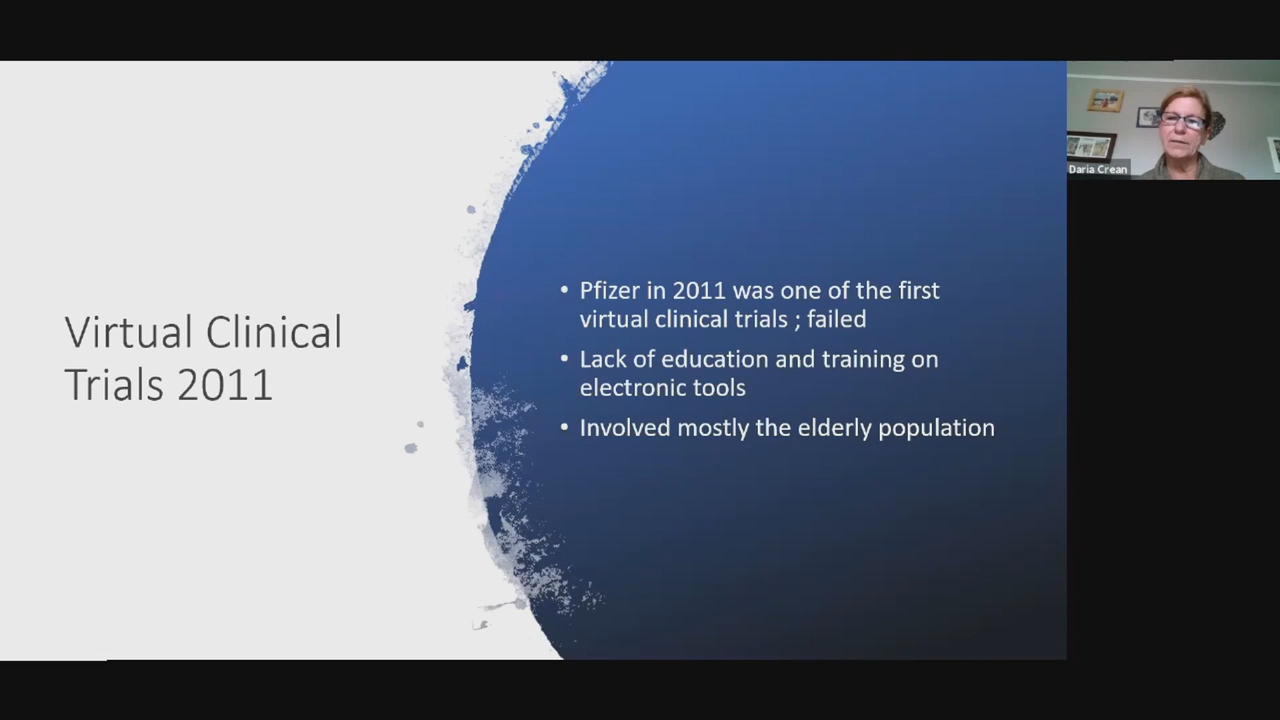 Virtual Clinical
Trials 2011
• Pfizer in 2011 was one of the first
virtual clinical trials ; failed
• Lack of education and training on
electronic tools
• Involved mostly the elderly population
Daria Crean